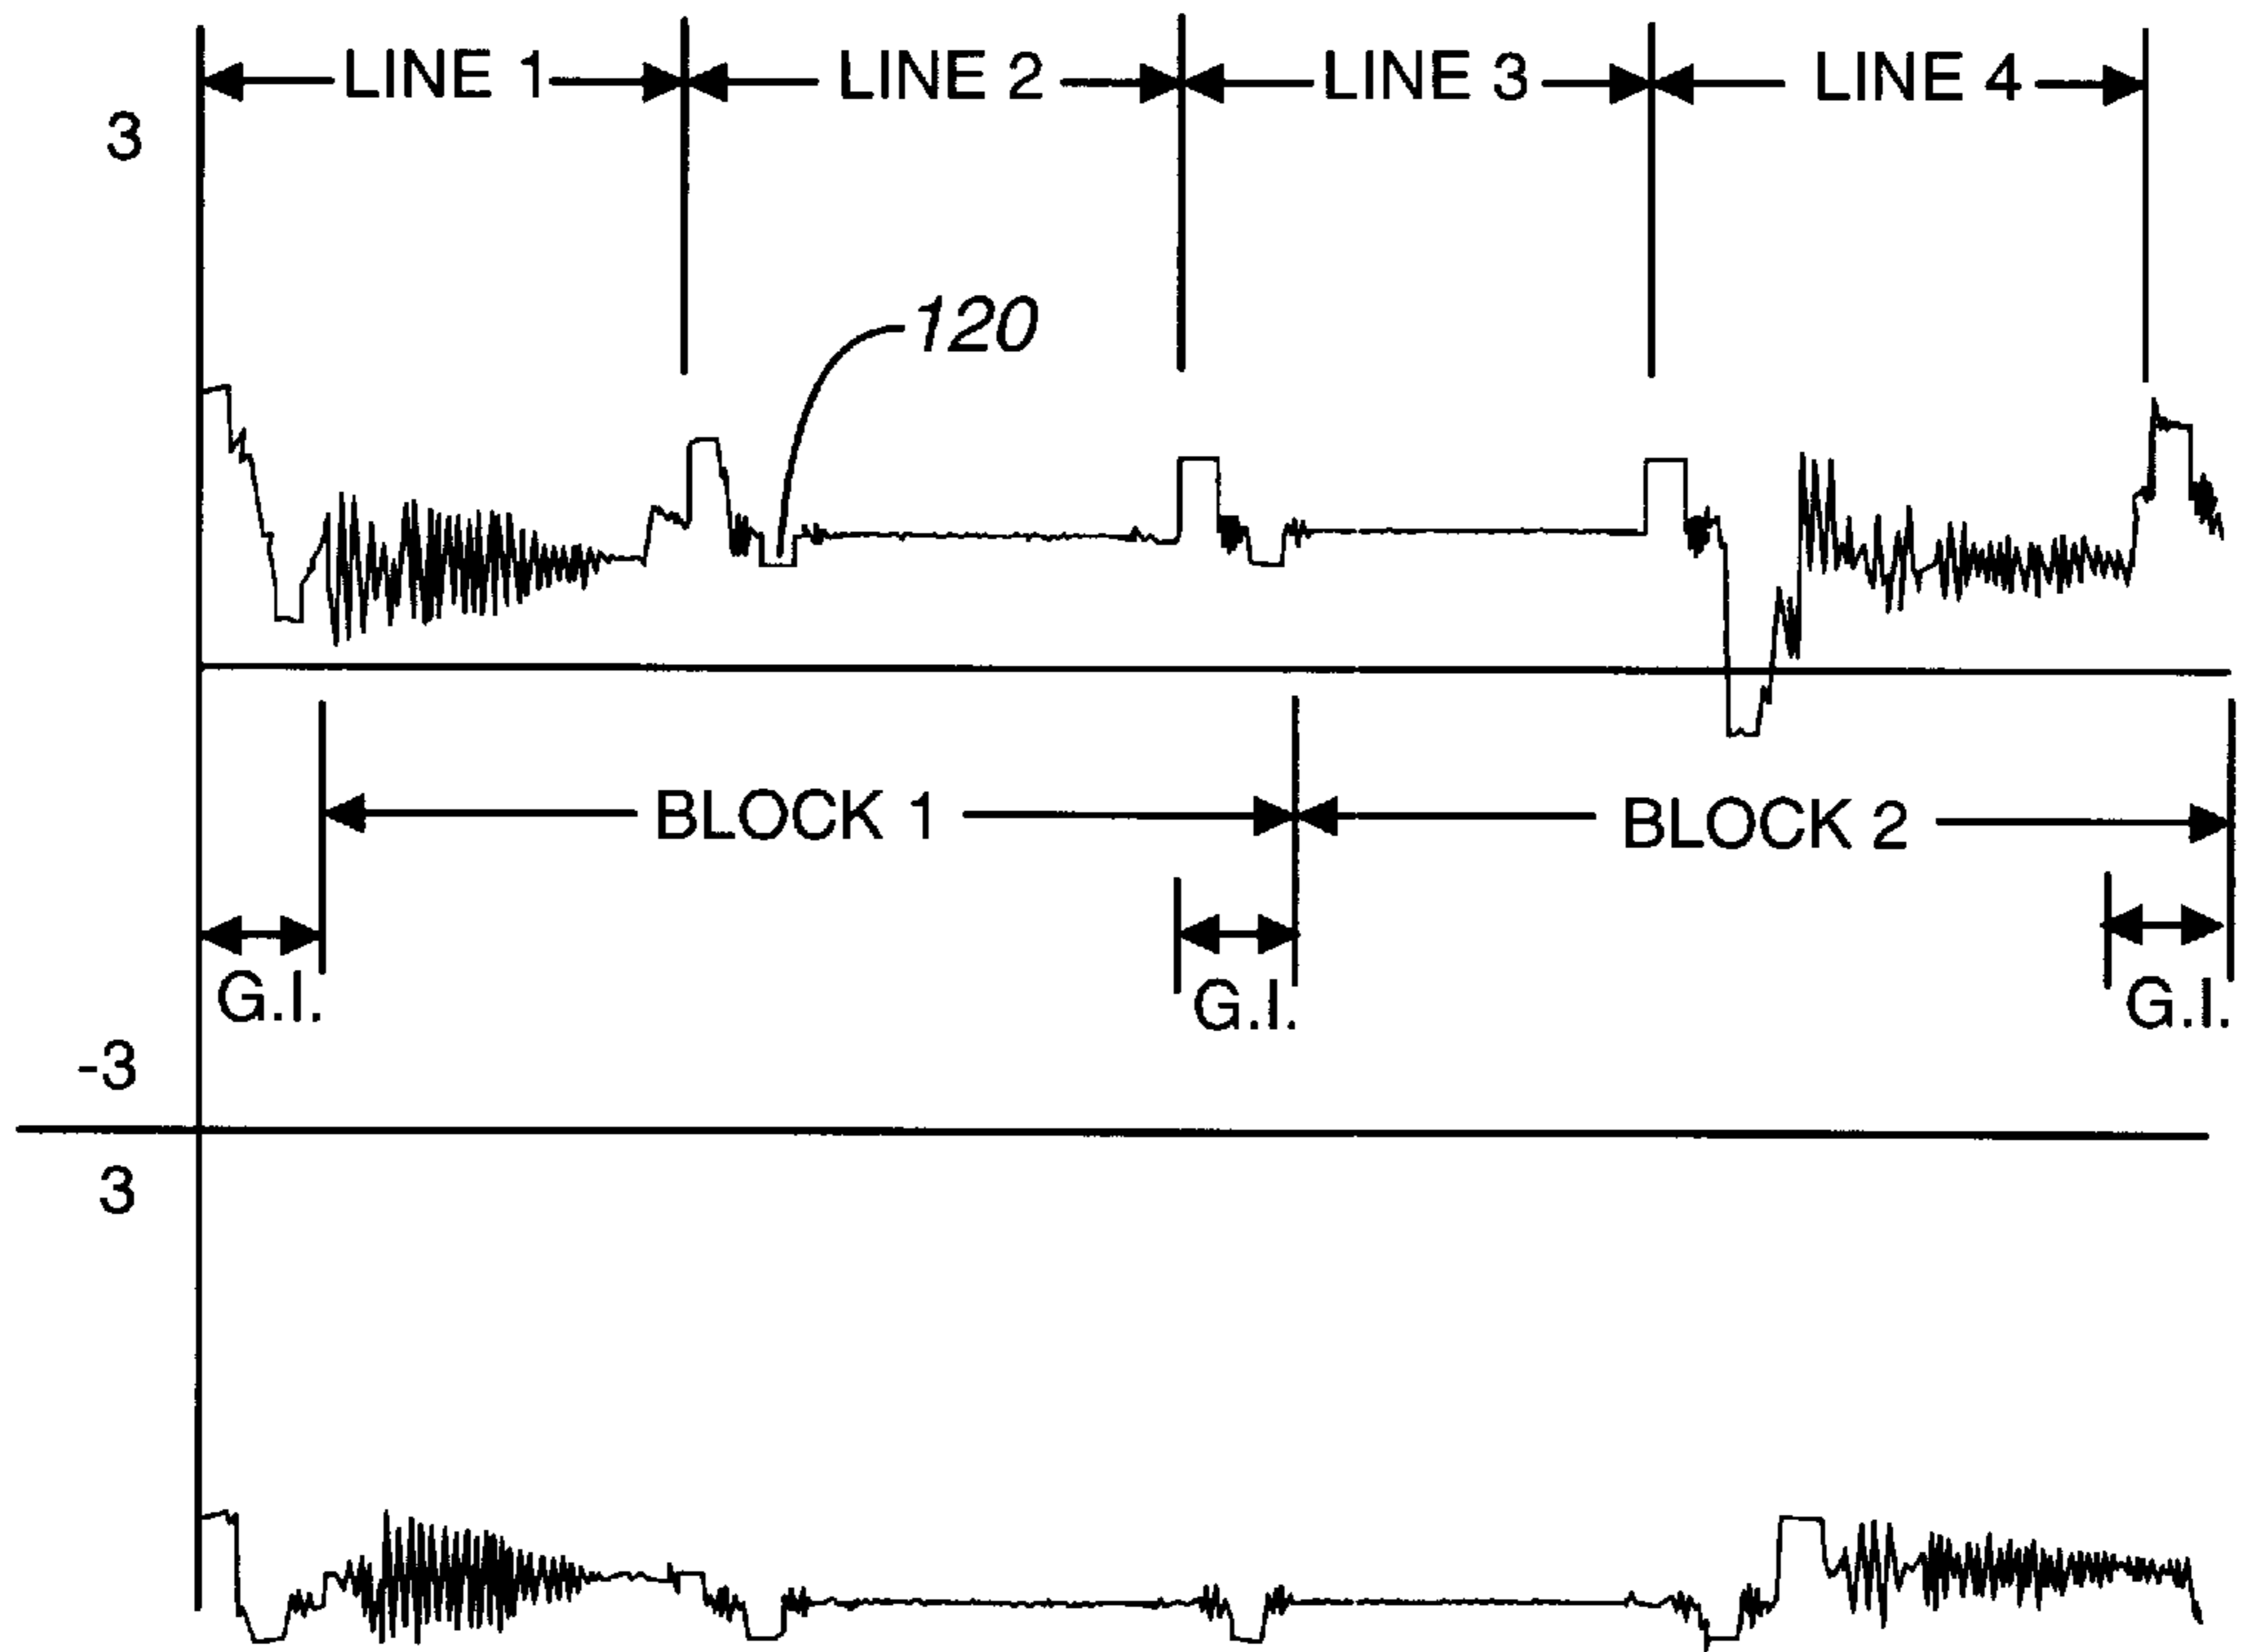 LINE 1 LINE 2 LINE 3 LINE 4
3
120
BLOCK 1 BLOCK 2
G.I. G.I. G.I.
-3
3